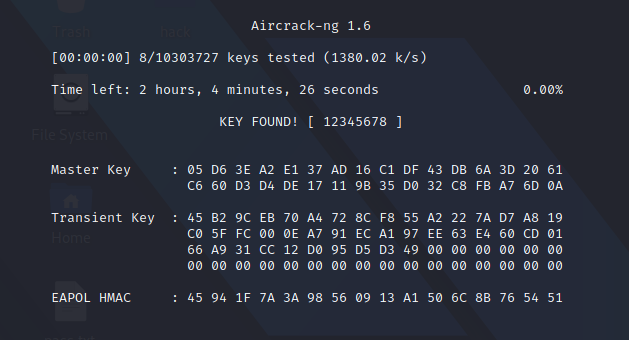 Aircrack-ng 1.6
[00:00:00] 8/10303727 keys tested (1380.02 k/s)
Time left: 2 hours, 4 minutes, 26 seconds 0.00%
KEY FOUND! [ 12345678 ]
Master Key : 05 D6 3E A2 E1 37 AD 16 C1 DF 43 DB 6A 3D 20 61
C6 60 D3 D4 DE 17 11 9B 35 D0 32 C8 FB A7 6D 0A
Transient Key : 45 B2 9C EB 70 A4 72 8C F8 55 A2 22 7A D7 A8 19
C0 5F FC 00 0E A7 91 EC A1 97 EE 63 E4 60 CD 01
66 A9 31 CC 12 D0 95 D5 D3 49 00 00 00 00 00 00
00 00 00 00 00 00 00 00 00 00 00 00 00 00 00 00
EAPOL HMAC : 45 94 1F 7A 3A 98 56 09 13 A1 50 6C 8B 76 54 51
Trash
File System
Home